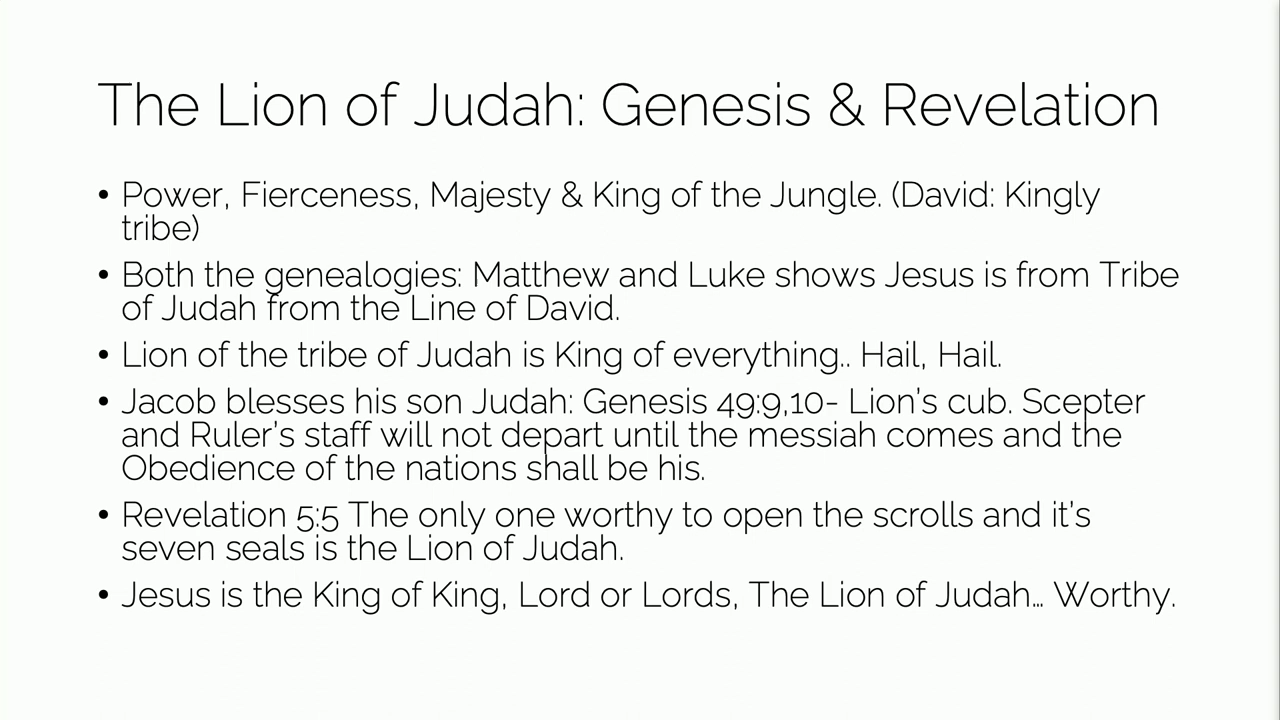 The Lion of Judah: Genesis & Revelation
• Power, Fierceness, Majesty & King of the Jungle. (David: Kingly
tribe)
• Both the genealogies: Matthew and Luke shows Jesus is from Tribe
of Judah from the Line of David.
• Lion of the tribe of Judah is King of everything.. Hail, Hail.
• Jacob blesses his son Judah: Genesis 49:9,10- Lion’s cub. Scepter
and Ruler’s staff will not depart until the messiah comes and the
Obedience of the nations shall be his.
• Revelation 5:5 The only one worthy to open the scrolls and it’s
seven seals is the Lion of Judah.
• Jesus is the King of King, Lord or Lords, The Lion of Judah… Worthy.